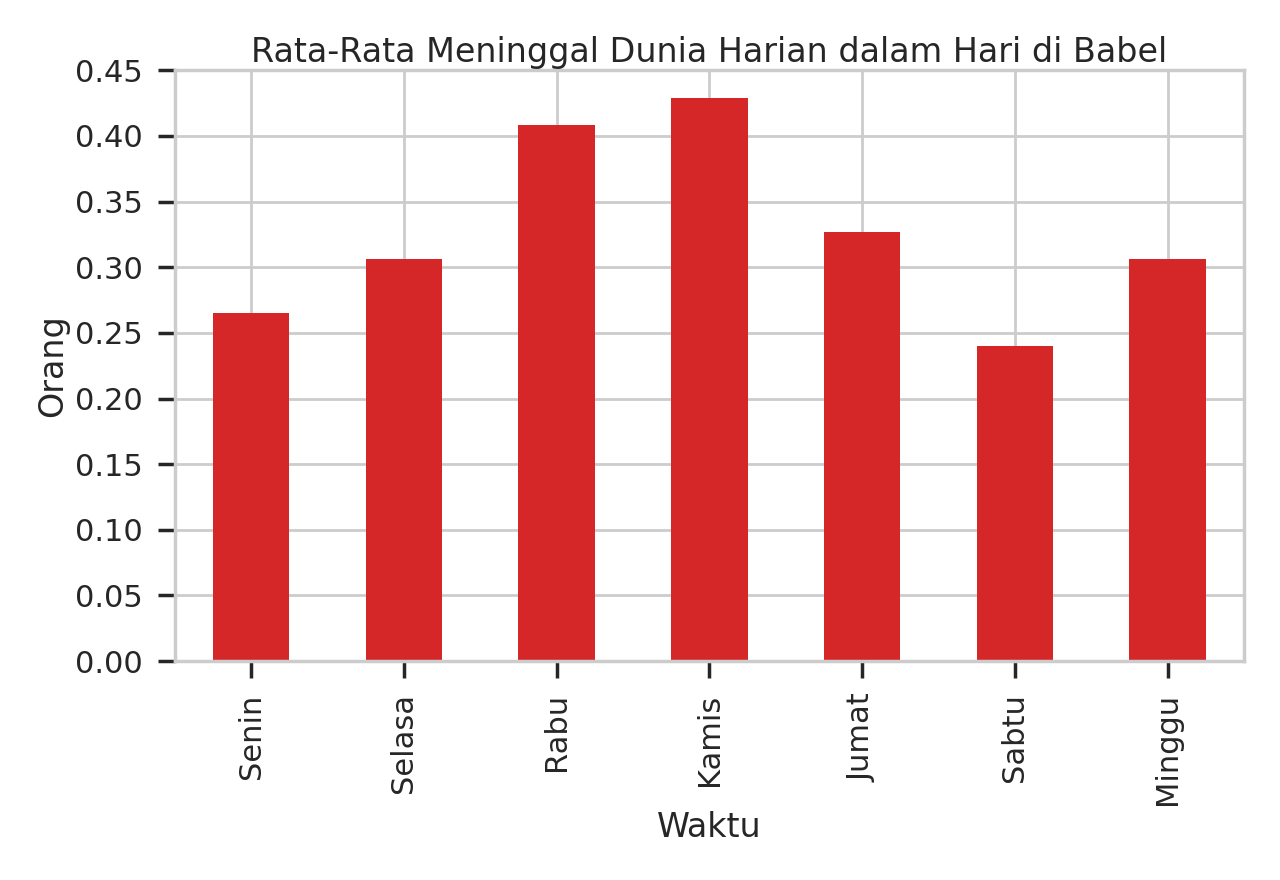 Rata-Rata Meninggal Dunia Harian dalam Hari di Babel
0.45
0.40
0.35
0.30
0.25
0.20
0.15
0.10
0.05
0.00
Orang
Senin
Selasa
Rabu
Kamis
Jumat
Sabtu
Minggu
Waktu